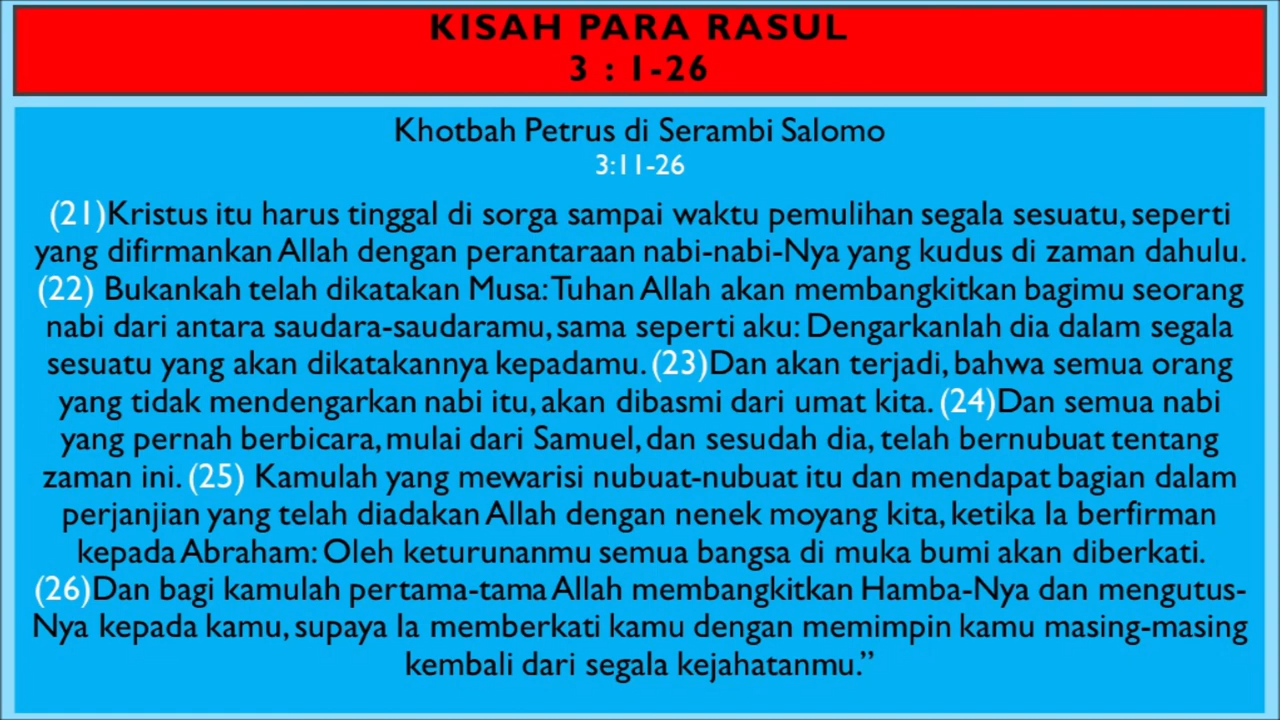 KISAH PARA RASUL
3 : 1-26
Khotbah Petrus di Serambi Salomo
3:11-26
(21)Kristus itu harus tinggal di sorga sampai waktu pemulihan segala sesuatu, seperti
yang difirmankan Allah dengan perantaraan nabi-nabi-Nya yang kudus di zaman dahulu.
(22) Bukankah telah dikatakan Musa: Tuhan Allah akan membangkitkan bagimu seorang
nabi dari antara saudara-saudaramu, sama seperti aku: Dengarkanlah dia dalam segala
sesuatu yang akan dikatakannya kepadamu. (23)Dan akan terjadi, bahwa semua orang
yang tidak mendengarkan nabi itu, akan dibasmi dari umat kita. (24)Dan semua nabi
yang pernah berbicara, mulai dari Samuel, dan sesudah dia, telah bernubuat tentang
zaman ini. (25) Kamulah yang mewarisi nubuat-nubuat itu dan mendapat bagian dalam
perjanjian yang telah diadakan Allah dengan nenek moyang kita, ketika Ia berfirman
kepada Abraham: Oleh keturunanmu semua bangsa di muka bumi akan diberkati.
(26)Dan bagi kamulah pertama-tama Allah membangkitkan Hamba-Nya dan mengutus-
Nya kepada kamu, supaya Ia memberkati kamu dengan memimpin kamu masing-masing
kembali dari segala kejahatanmu.”